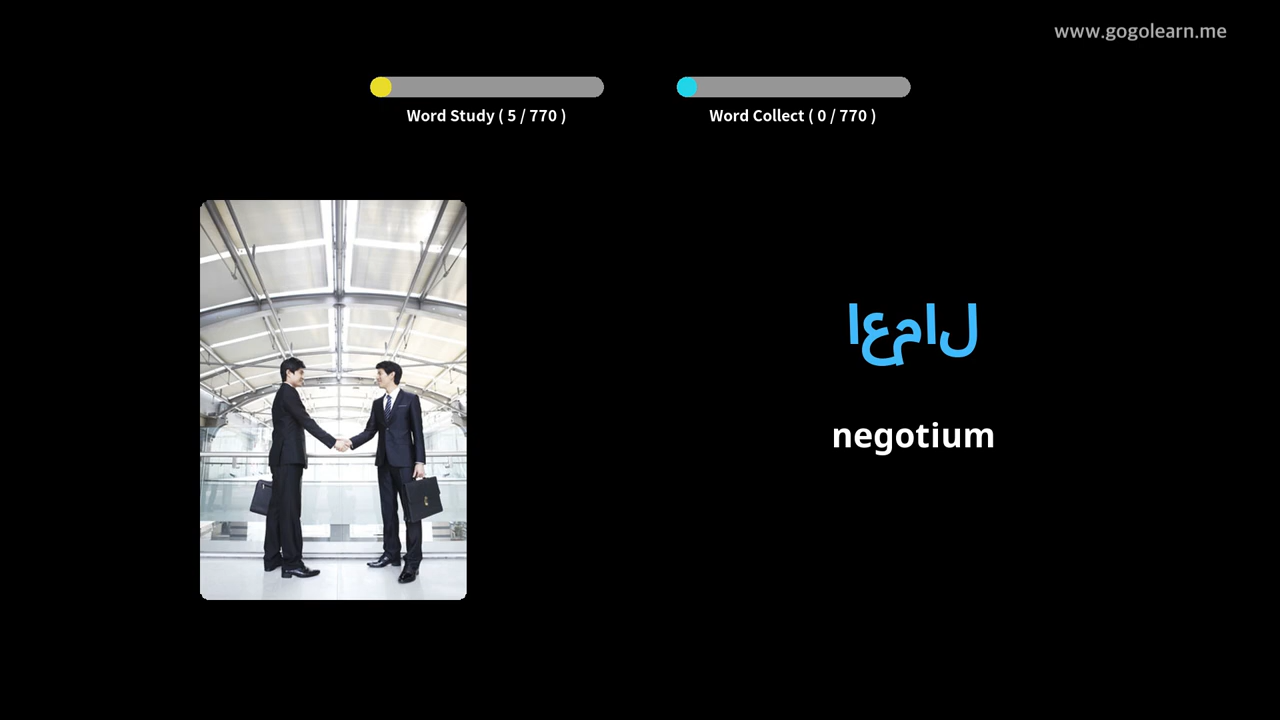 www.gogolearn.me
Word Study ( 5 / 770 )
Word Collect ( 0 / 770 )
اعمال
negotium